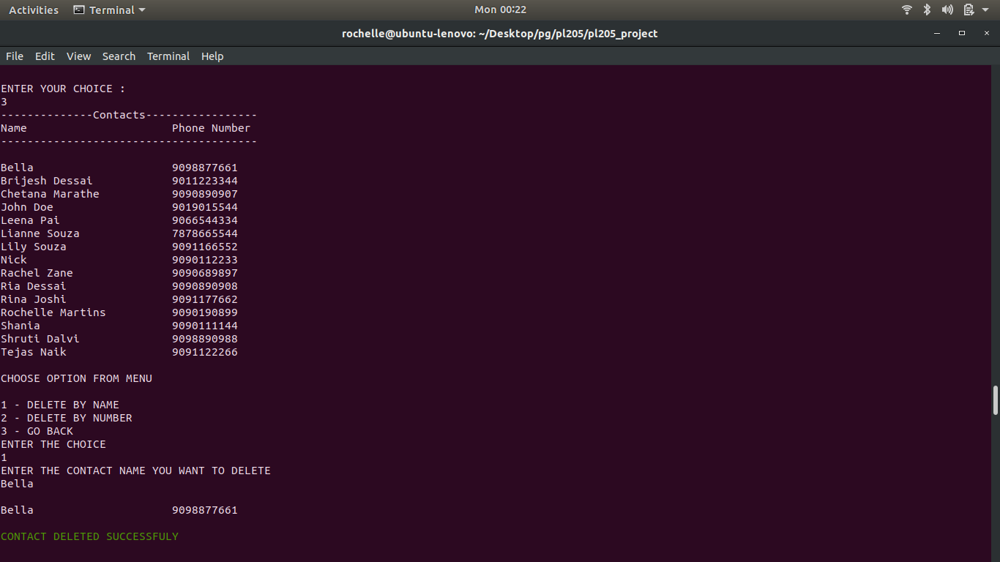 Activities Terminal Mon 00:22
rochelle@ubuntu-lenovo: ~/Desktop/pg/pl205/pl205_project
File Edit View Search Terminal Help
ENTER YOUR CHOICE :
3
--------------Contacts-----------------
Name                      Phone Number
---------------------------------------
Bella                     9098877661
Brijesh Dessai            9011223344
Chetana Marathe           9090890907
John Doe                  9019015544
Leena Pai                 9066544334
Lianne Souza              7878665544
Lily Souza                9091166552
Nick                      9090112233
Rachel Zane               9090689897
Ria Dessai                9090890908
Rina Joshi                9091177662
Rochelle Martins          9090190899
Shania                    9090111144
Shruti Dalvi              9098890988
Tejas Naik                9091122266
CHOOSE OPTION FROM MENU
1 - DELETE BY NAME
2 - DELETE BY NUMBER
3 - GO BACK
ENTER THE CHOICE
1
ENTER THE CONTACT NAME YOU WANT TO DELETE
Bella
Bella                     9098877661
CONTACT DELETED SUCCESSFULY